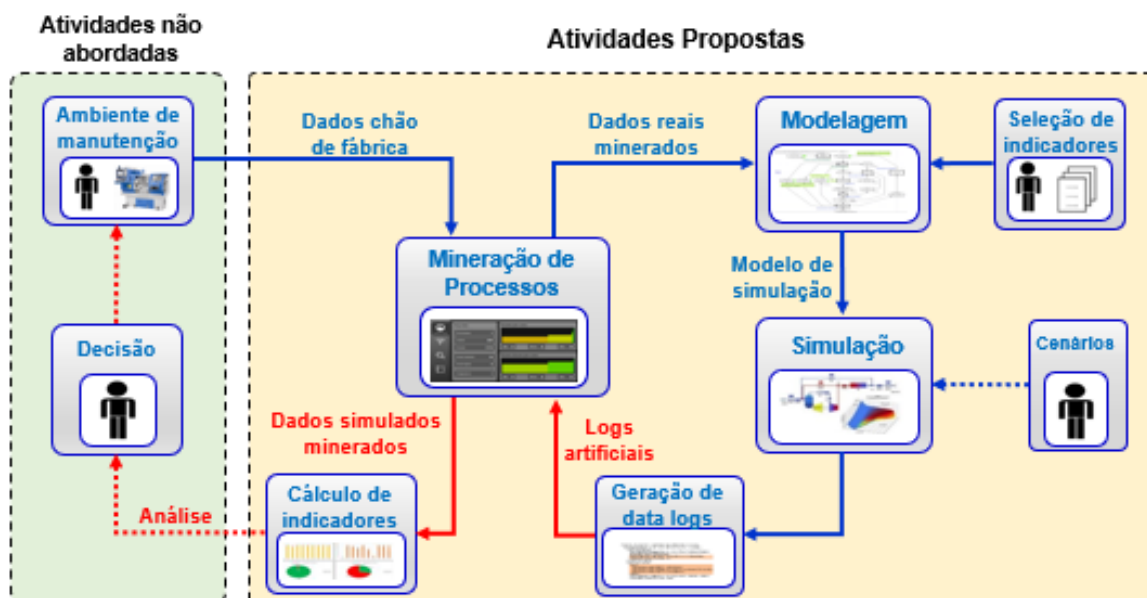 Atividades não
abordadas
Atividades Propostas
Ambiente de
manutenção
Dados chão
de fábrica
Dados reais
minerados
Modelagem
Seleção de
indicadores
Mineração de
Processos
Modelo de
simulação
Decisão
Simulação
Cenários
Dados simulados
minerados
Logs
artificiais
Cálculo de
indicadores
Geração de
data logs
Análise